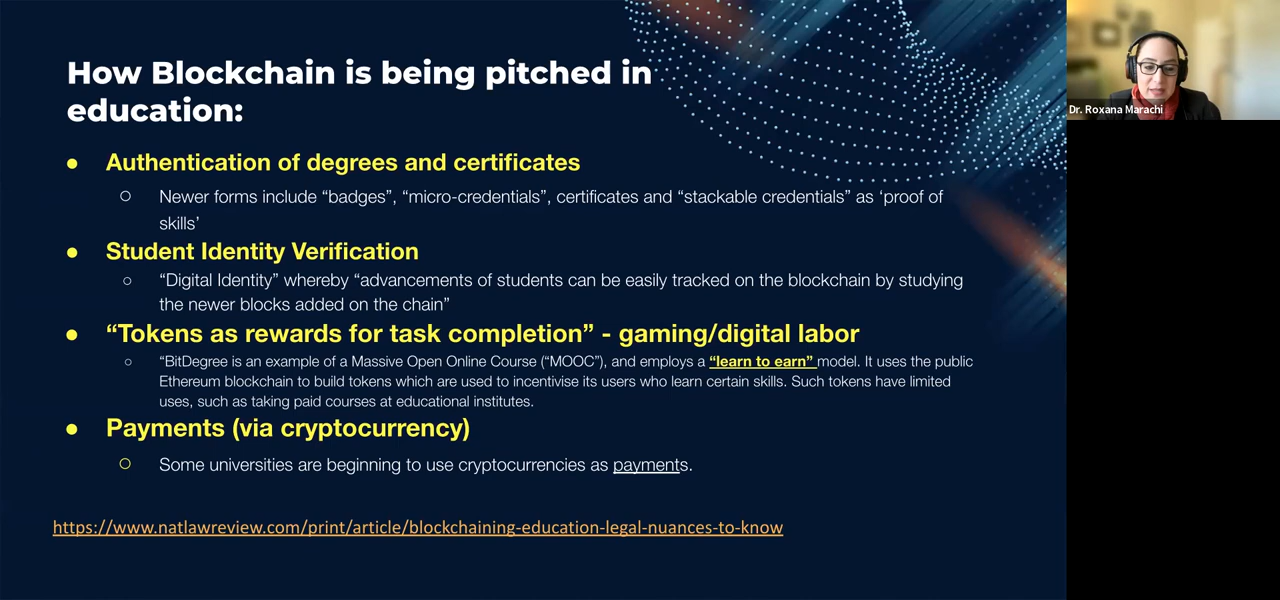 How Blockchain is being pitched in
education:
● Authentication of degrees and certificates
○ Newer forms include “badges”, “micro-credentials”, certificates and “stackable credentials” as ‘proof of
skills’
● Student Identity Verification
○ “Digital Identity” whereby “advancements of students can be easily tracked on the blockchain by studying
the newer blocks added on the chain”
● “Tokens as rewards for task completion” - gaming/digital labor
○ “BitDegree is an example of a Massive Open Online Course (“MOOC”), and employs a “learn to earn” model. It uses the public
Ethereum blockchain to build tokens which are used to incentivise its users who learn certain skills. Such tokens have limited
uses, such as taking paid courses at educational institutes.
● Payments (via cryptocurrency)
○ Some universities are beginning to use cryptocurrencies as payments.
https://www.natlawreview.com/print/article/blockchaining-education-legal-nuances-to-know
Dr. Roxana Marachi